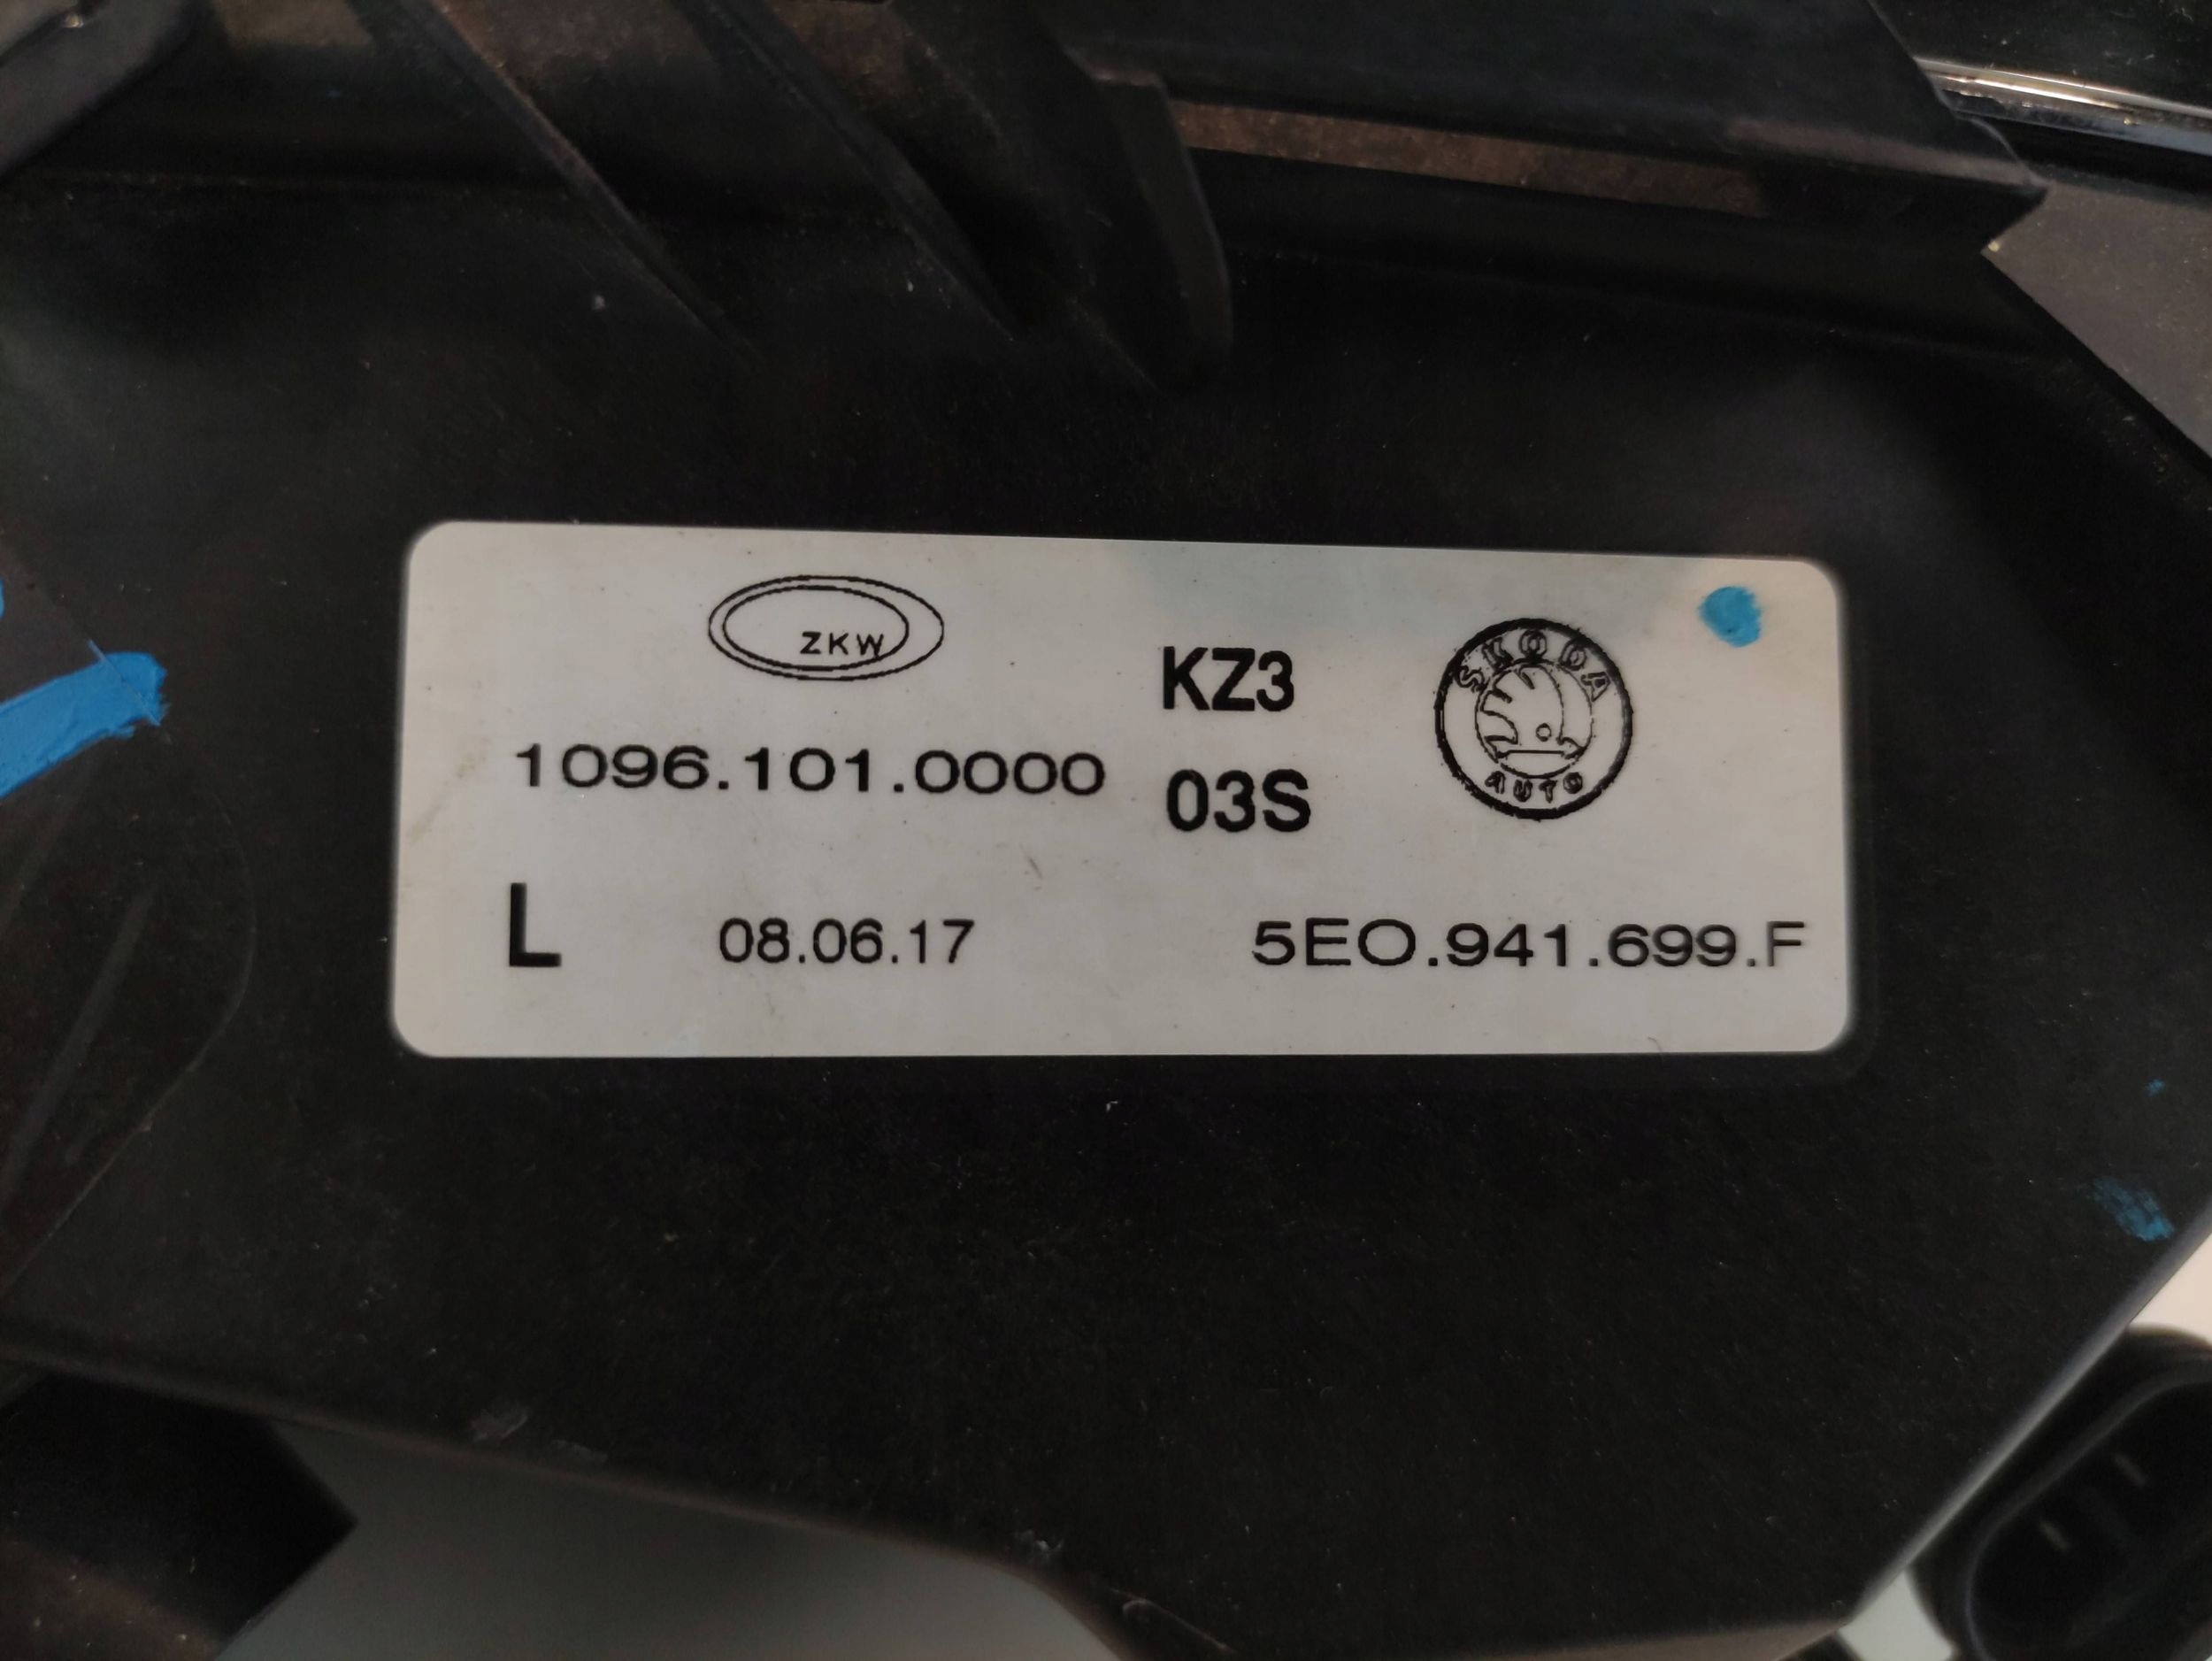 ZKW
KZ3
SKODA
AUTO
1096.101.0000
03S
L 08.06.17 5E0.941.699.F